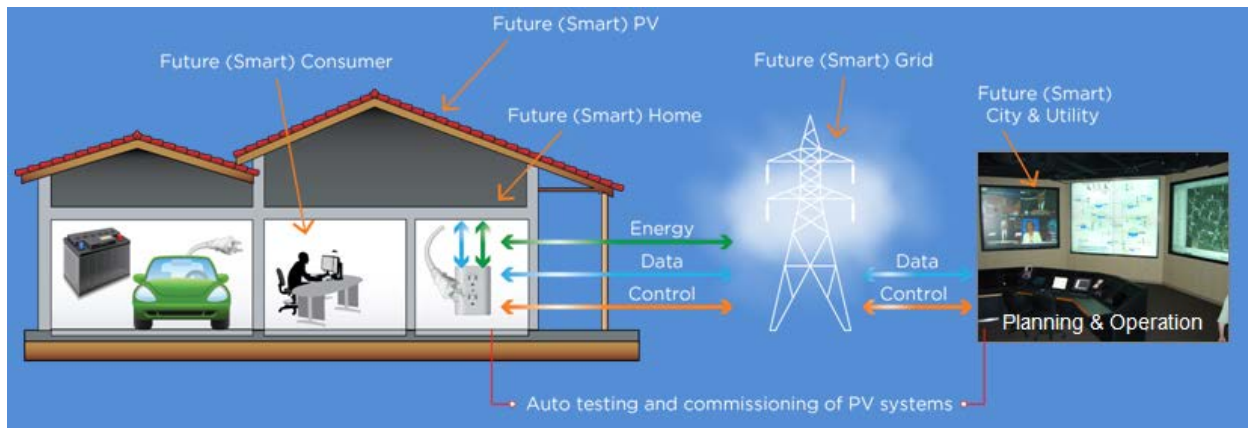 Future (Smart) PV
Future (Smart) Consumer
Future (Smart) Grid
Future (Smart)
City & Utility
Future (Smart) Home
Energy
Data
Control
Data
Control
Planning & Operation
Auto testing and commissioning of PV systems